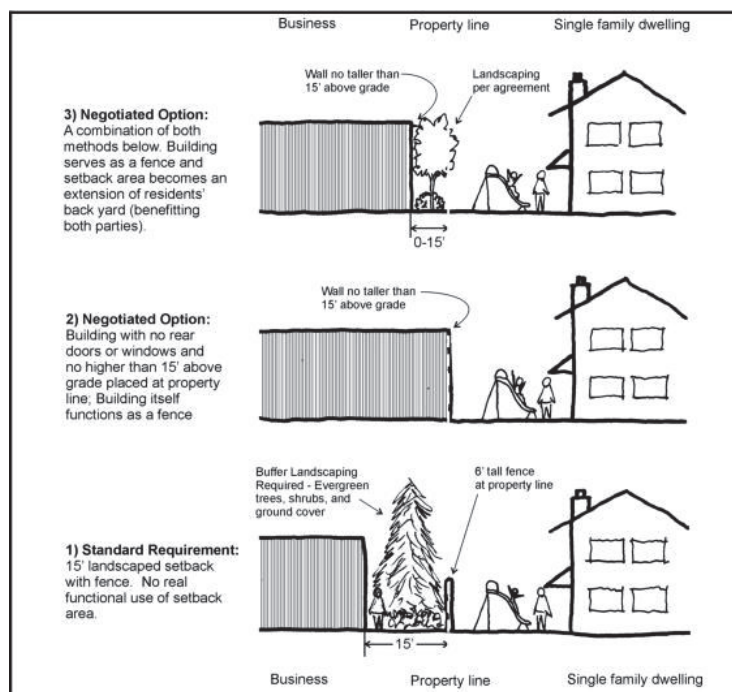 Business Property line Single family dwelling
3) Negotiated Option:
A combination of both
methods below. Building
serves as a fence and
setback area becomes an
extension of residents'
back yard (benefitting
both parties).
Wall no taller than
15' above grade
Landscaping
per agreement
0-15'
2) Negotiated Option:
Building with no rear
doors or windows and
no higher than 15' above
grade placed at property
line; Building itself
functions as a fence
Wall no taller than
15' above grade
1) Standard Requirement:
15' landscaped setback
with fence. No real
functional use of setback
area.
Buffer Landscaping
Required - Evergreen
trees, shrubs, and
ground cover
6' tall fence
at property line
15'
Business Property line Single family dwelling